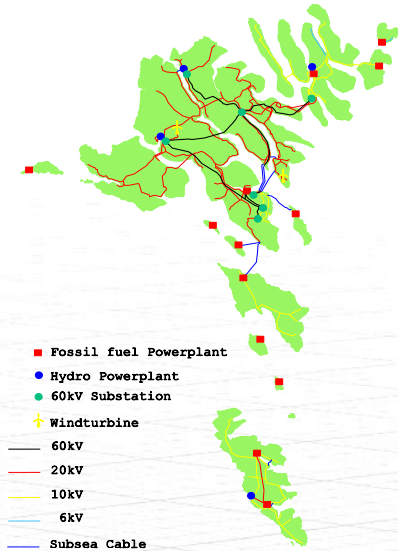 Fossil fuel Powerplant
Hydro Powerplant
60kV Substation
Windturbine
60kV
20kV
10kV
6kV
Subsea Cable